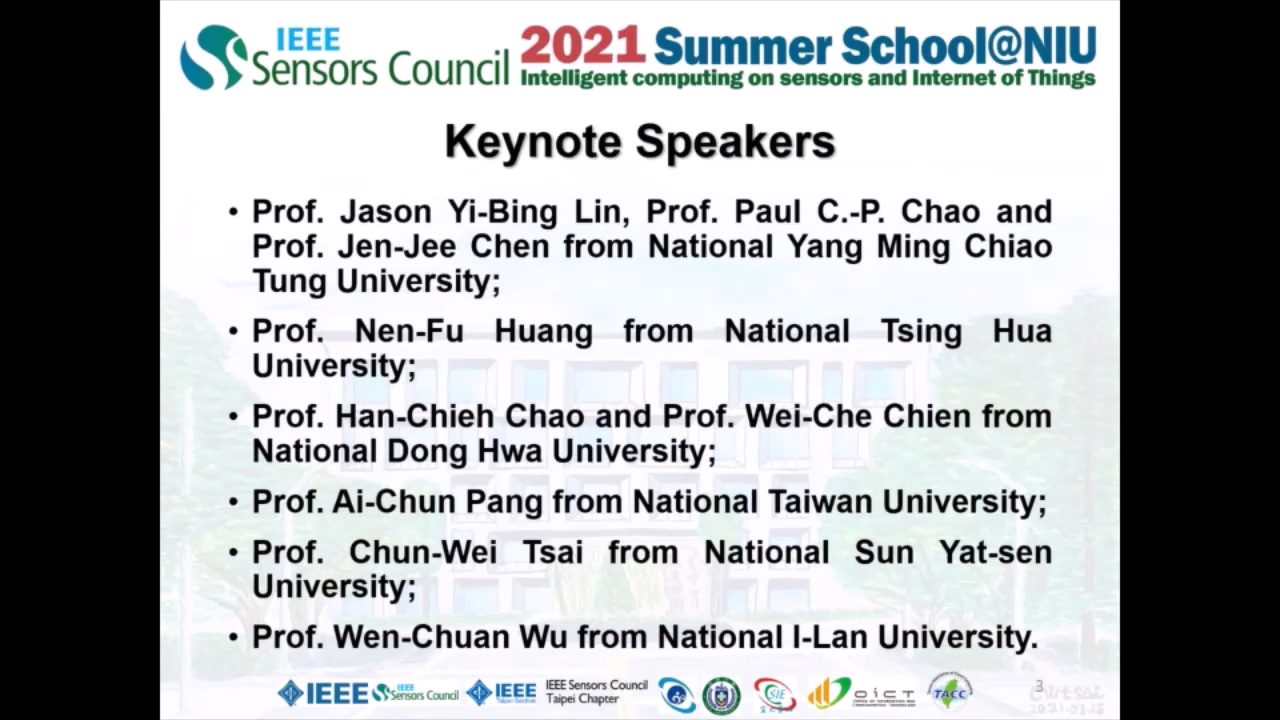 IEEE
Sensors Council
2021 Summer School@NIU
Intelligent computing on sensors and Internet of Things
Keynote Speakers
• Prof. Jason Yi-Bing Lin, Prof. Paul C.-P. Chao and
Prof. Jen-Jee Chen from National Yang Ming Chiao
Tung University;
• Prof. Nen-Fu Huang from National Tsing Hua
University;
• Prof. Han-Chieh Chao and Prof. Wei-Che Chien from
National Dong Hwa University;
• Prof. Ai-Chun Pang from National Taiwan University;
• Prof. Chun-Wei Tsai from National Sun Yat-sen
University;
• Prof. Wen-Chuan Wu from National I-Lan University.
IEEE
IEEE
Sensors Council
IEEE
Taipei Section
IEEE Sensors Council
Taipei Chapter
OICT
TACC
3